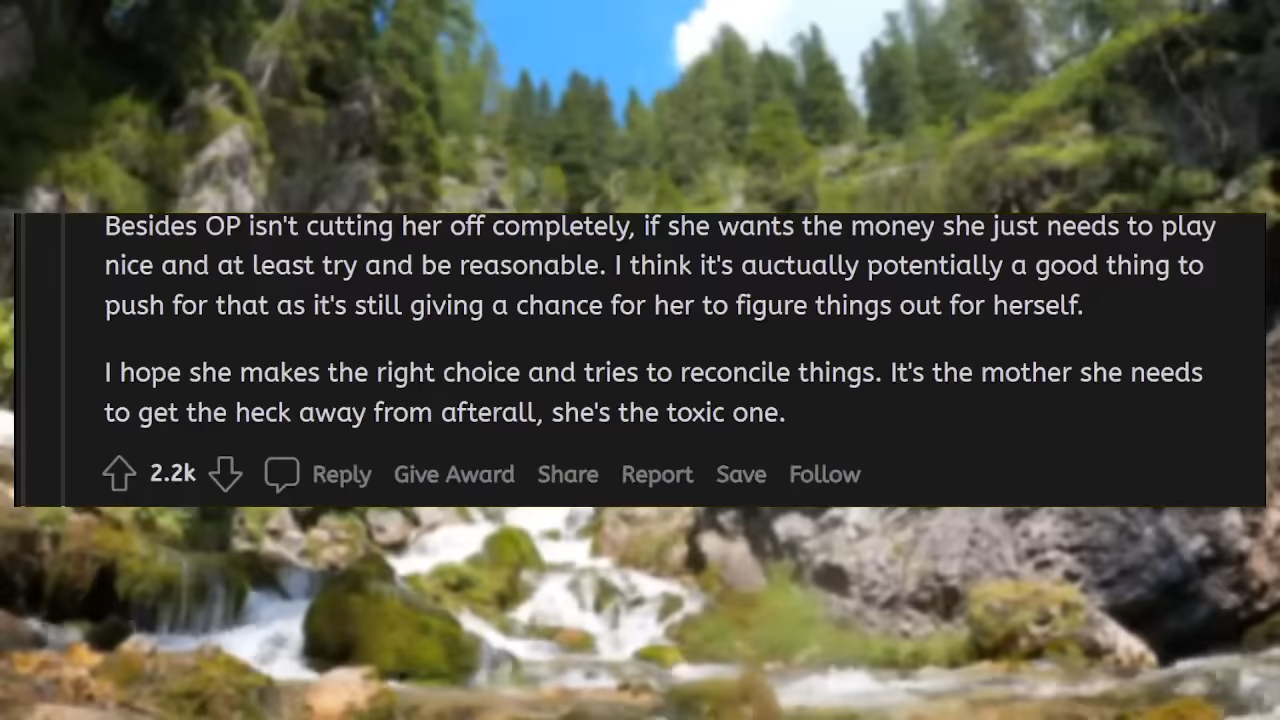 Besides OP isn't cutting her off completely, if she wants the money she just needs to play
nice and at least try and be reasonable. I think it's auctually potentially a good thing to
push for that as it's still giving a chance for her to figure things out for herself.
I hope she makes the right choice and tries to reconcile things. It's the mother she needs
to get the heck away from afterall, she's the toxic one.
2.2k Reply Give Award Share Report Save Follow